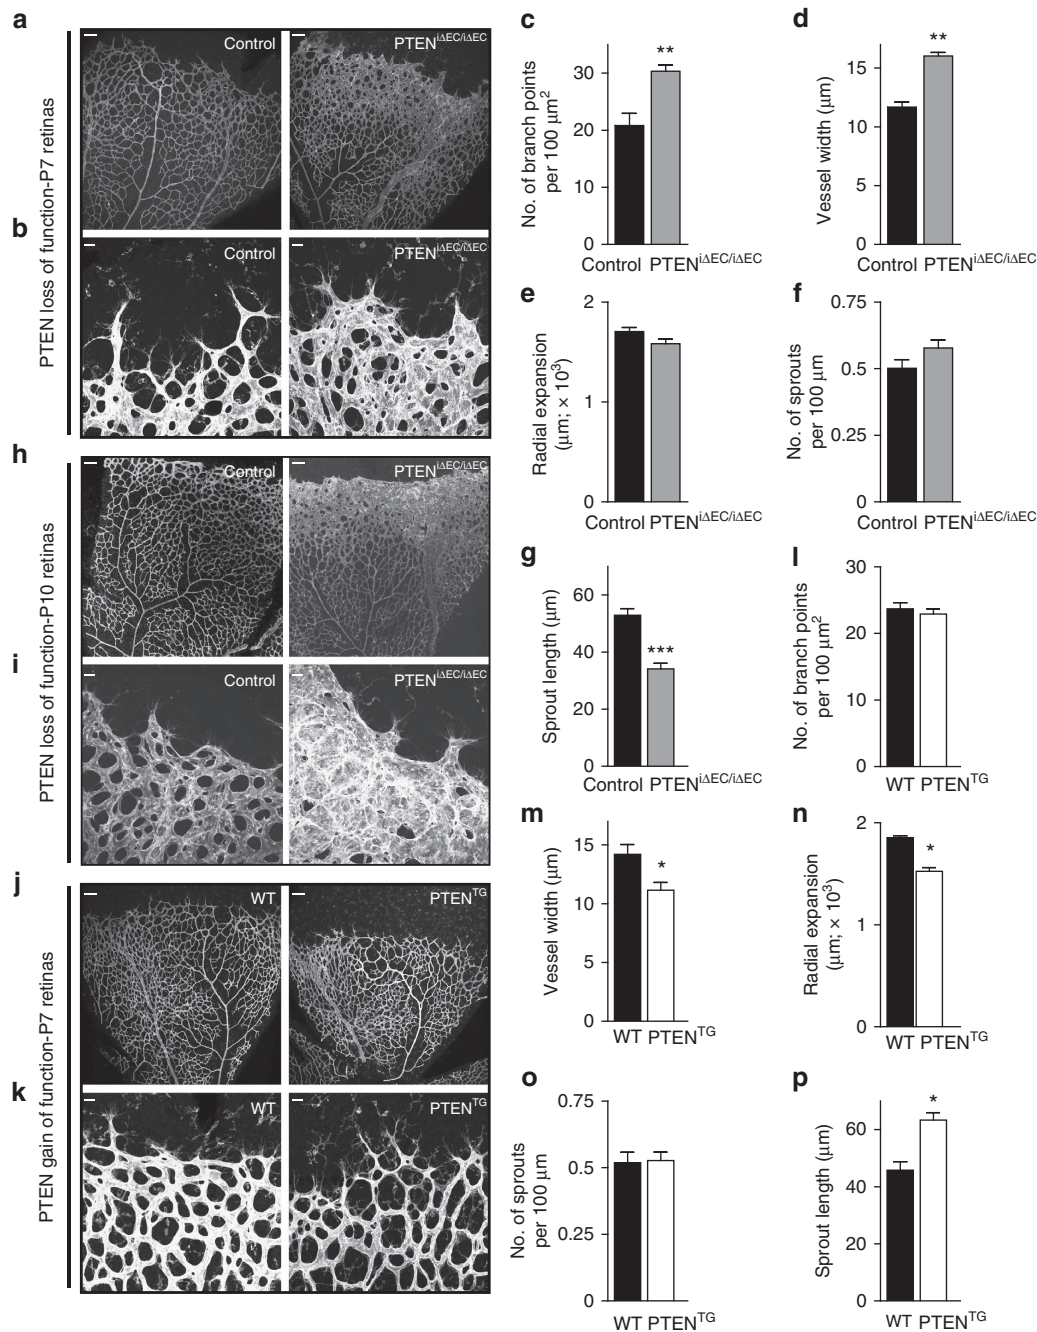 a
PTEN loss of function-P7 retinas
Control
PTEN^iΔEC/iΔEC
b
Control
PTEN^iΔEC/iΔEC
c
No. of branch points
per 100 μm²
30
20
10
0
**
Control PTEN^iΔEC/iΔEC
d
Vessel width (μm)
15
10
5
0
**
Control PTEN^iΔEC/iΔEC
e
Radial expansion
(μm; × 10³)
2
1
0
Control PTEN^iΔEC/iΔEC
f
No. of sprouts
per 100 μm
0.75
0.5
0.25
0
Control PTEN^iΔEC/iΔEC
h
PTEN loss of function-P10 retinas
Control
PTEN^iΔEC/iΔEC
i
Control
PTEN^iΔEC/iΔEC
g
Sprout length (μm)
60
40
20
0
***
Control PTEN^iΔEC/iΔEC
l
No. of branch points
per 100 μm²
30
20
10
0
WT PTEN^TG
j
PTEN gain of function-P7 retinas
WT
PTEN^TG
k
WT
PTEN^TG
m
Vessel width (μm)
15
10
5
0
*
WT PTEN^TG
n
Radial expansion
(μm; × 10³)
2
1
0
*
WT PTEN^TG
o
No. of sprouts
per 100 μm
0.75
0.5
0.25
0
WT PTEN^TG
p
Sprout length (μm)
60
40
20
0
*
WT PTEN^TG